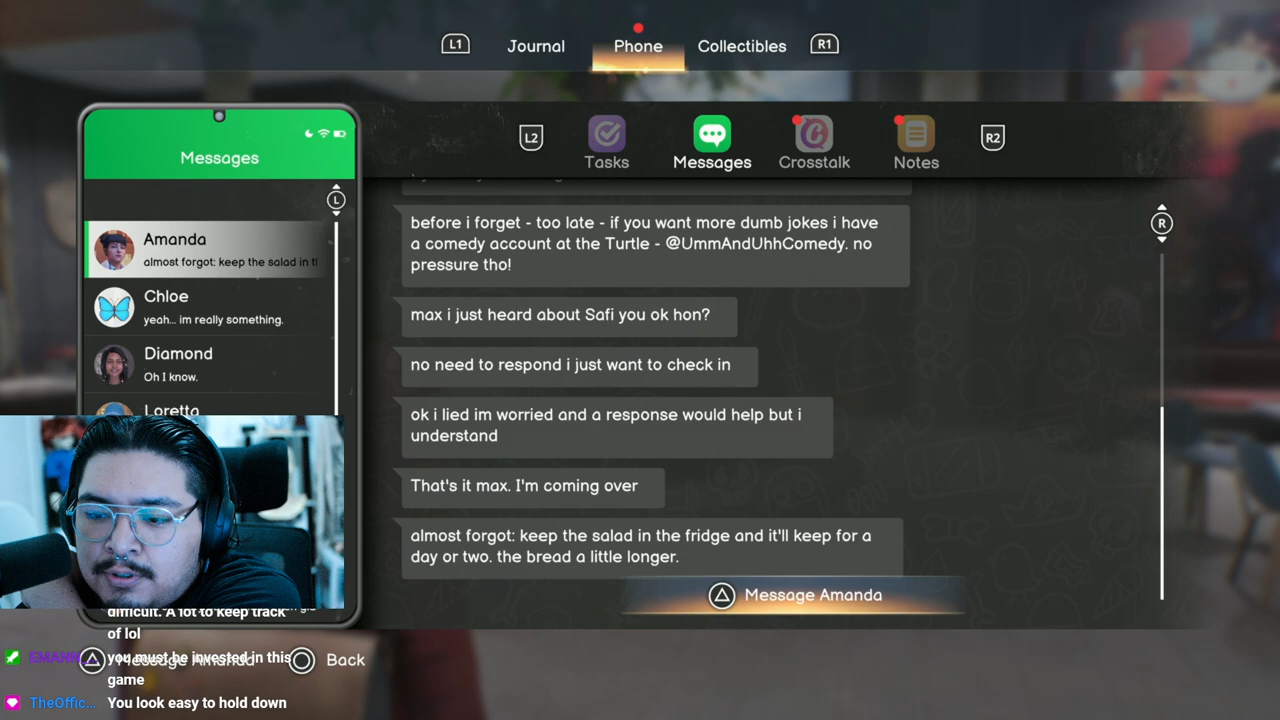 L1 Journal Phone Collectibles R1
Messages
L2 Tasks Messages Crosstalk Notes R2
L
R
Amanda
almost forgot: keep the salad in t
Chloe
yeah... im really something.
Diamond
Oh I know.
Loretta
before i forget - too late - if you want more dumb jokes i have
a comedy account at the Turtle - @UmmAndUhhComedy. no
pressure tho!
max i just heard about Safi you ok hon?
no need to respond i just want to check in
ok i lied im worried and a response would help but i
understand
That's it max. I'm coming over
almost forgot: keep the salad in the fridge and it'll keep for a
day or two. the bread a little longer.
Message Amanda
difficult. A lot to keep track
of lol
you must be invested in this
game
Message Amanda
Back
TheOffic... You look easy to hold down